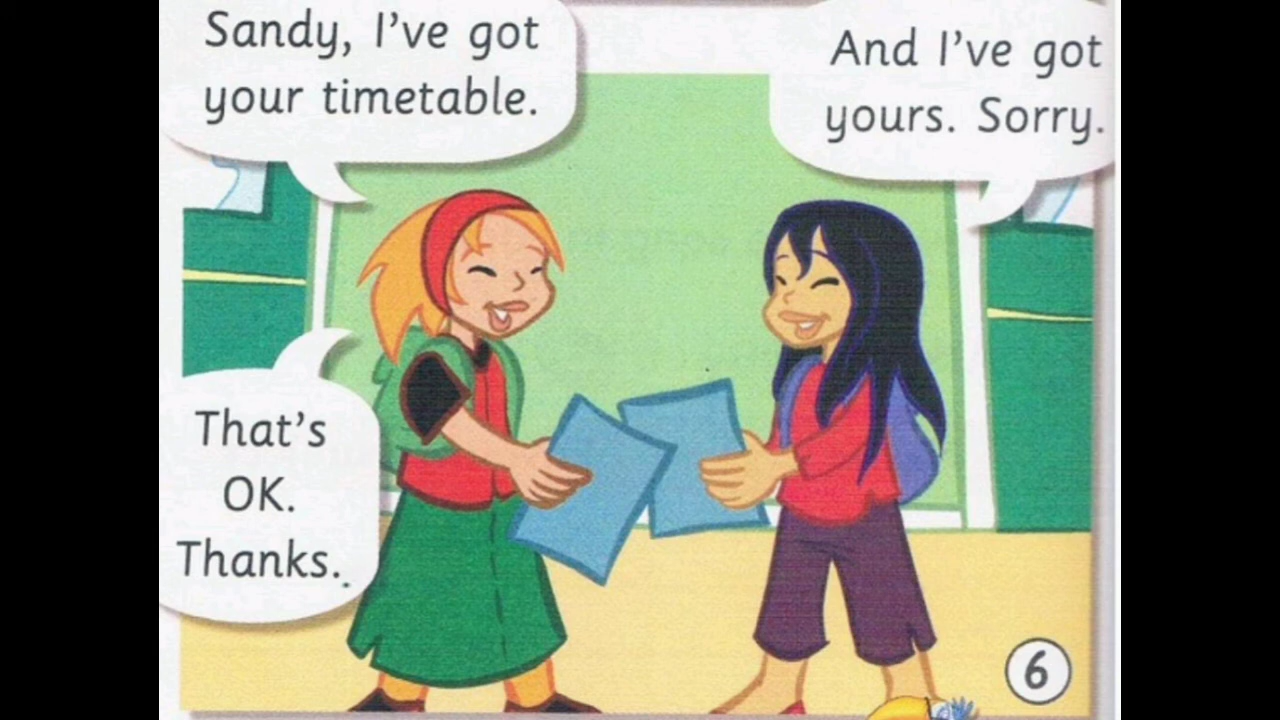 Sandy, I've got
your timetable.
And I've got
yours. Sorry.
That's
OK.
Thanks.
6